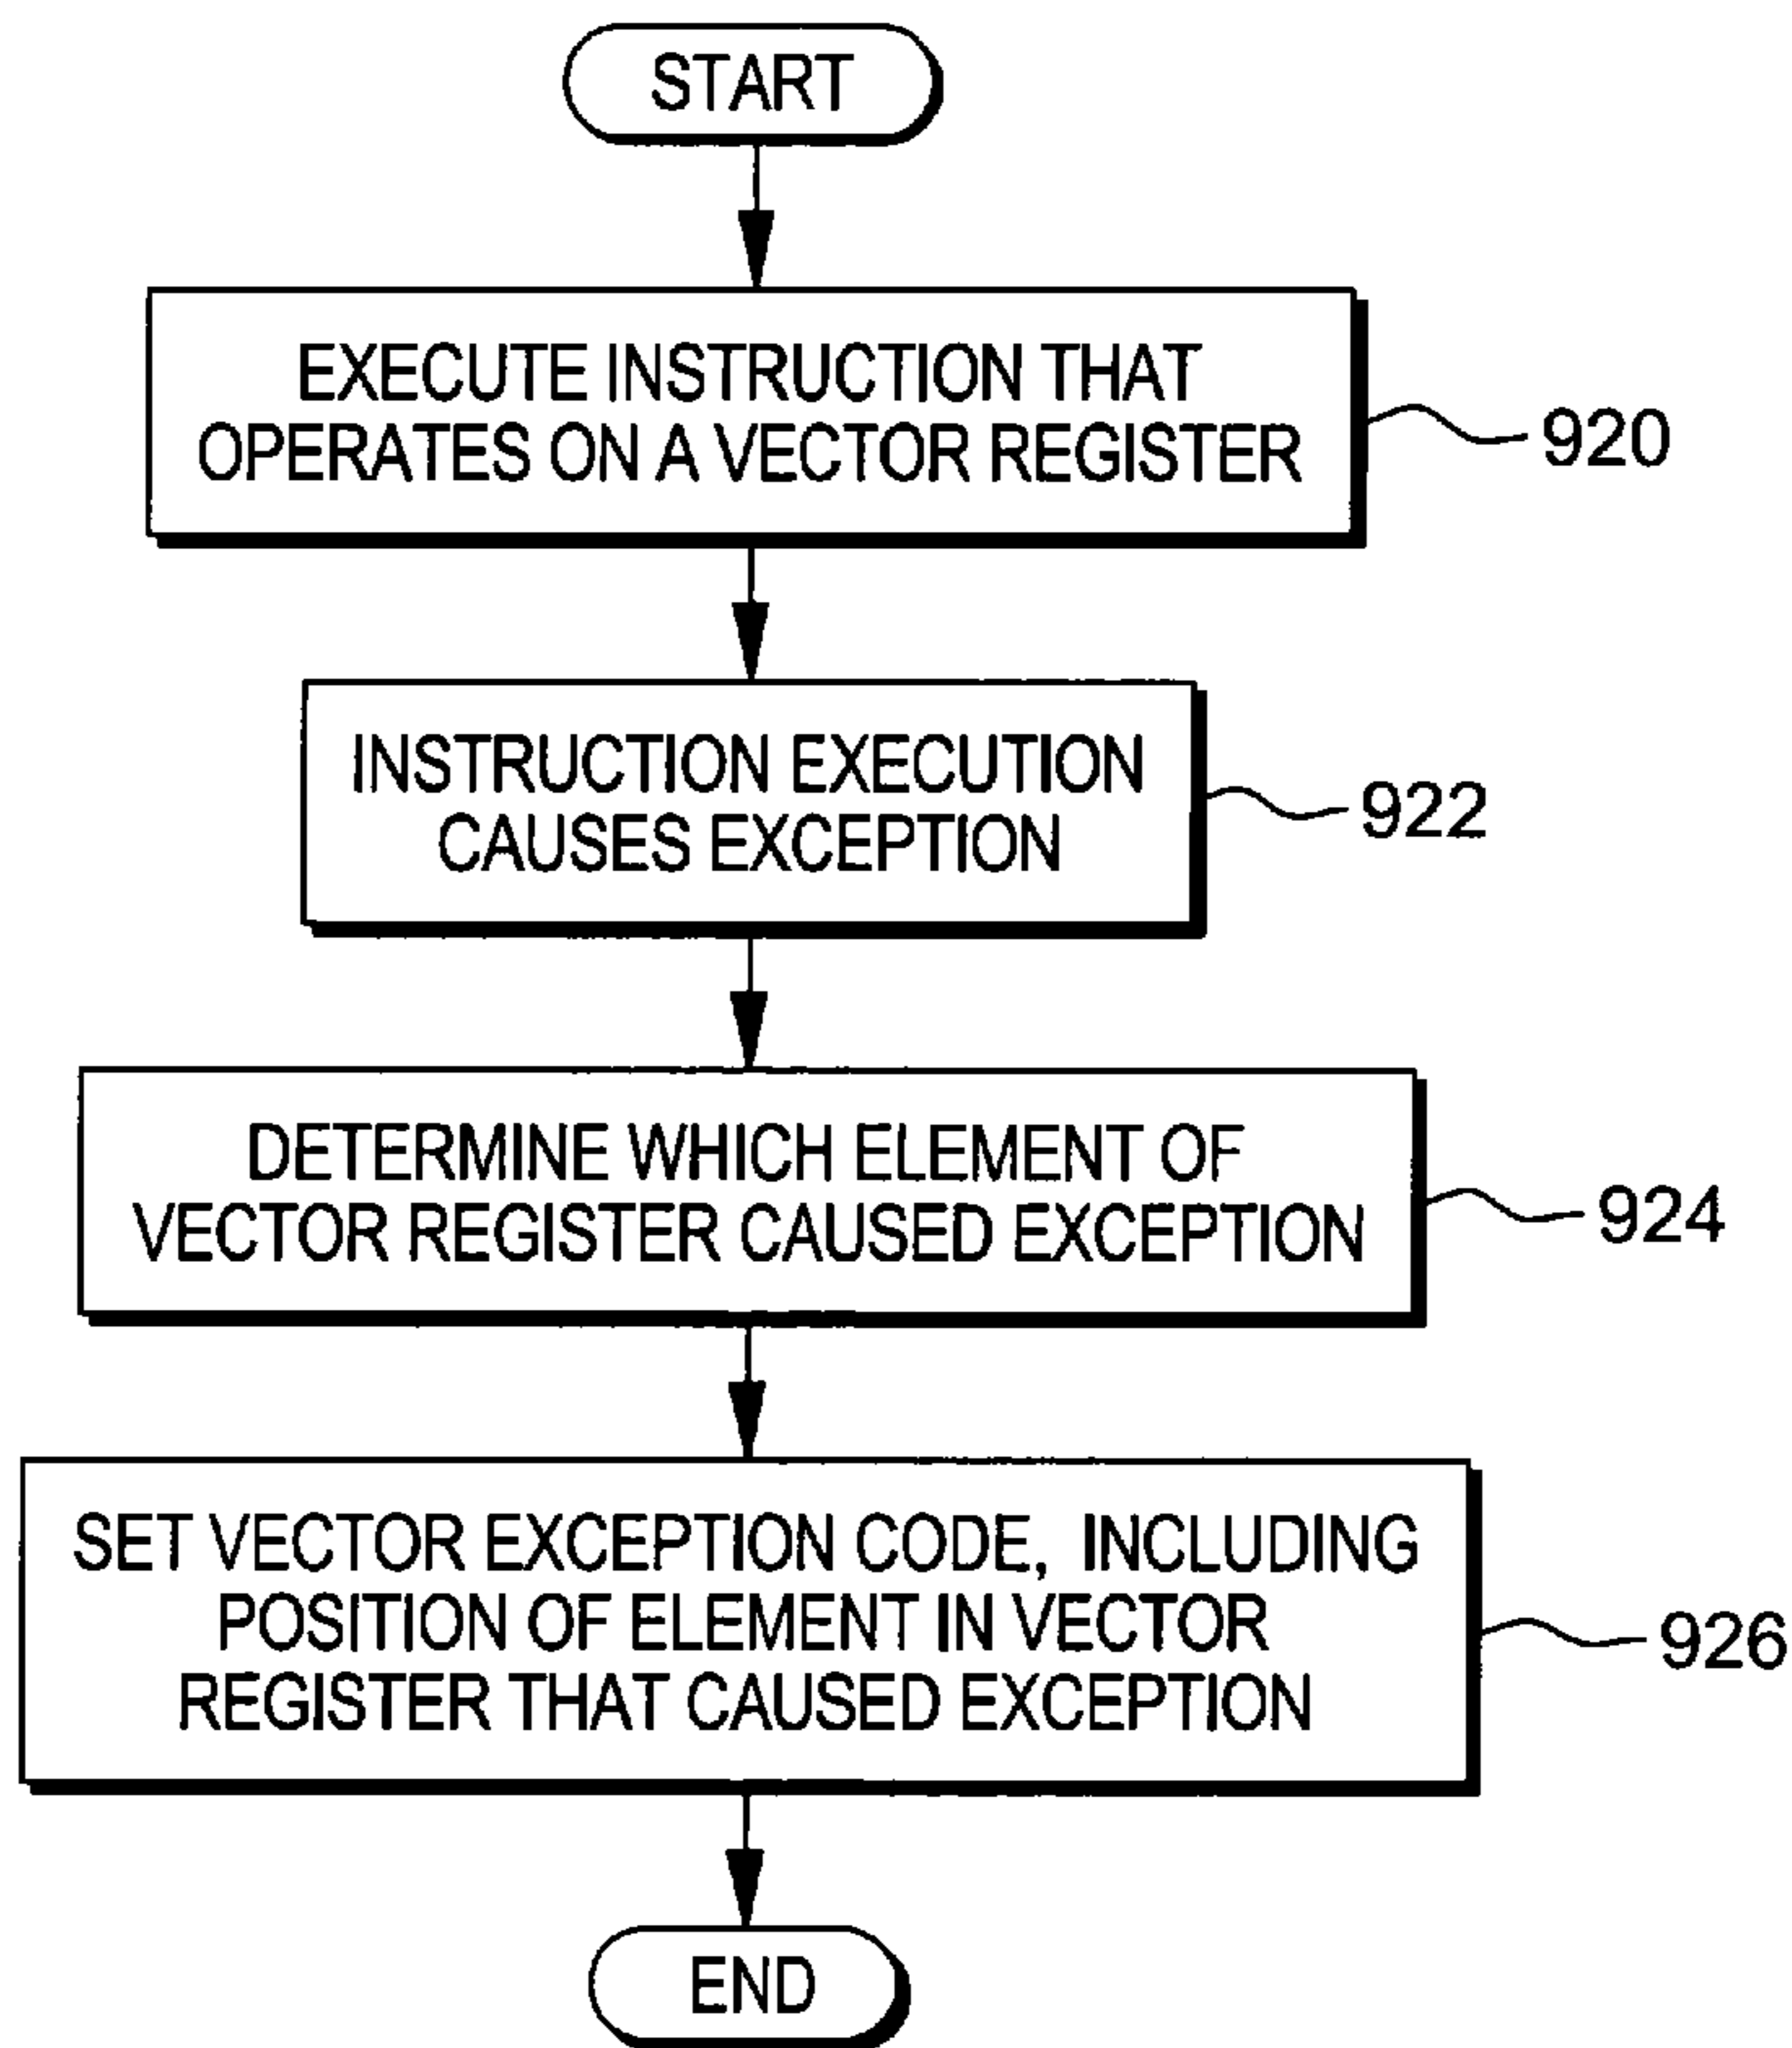 START
EXECUTE INSTRUCTION THAT
OPERATES ON A VECTOR REGISTER
920
INSTRUCTION EXECUTION
CAUSES EXCEPTION
922
DETERMINE WHICH ELEMENT OF
VECTOR REGISTER CAUSED EXCEPTION
924
SET VECTOR EXCEPTION CODE, INCLUDING
POSITION OF ELEMENT IN VECTOR
REGISTER THAT CAUSED EXCEPTION
926
END